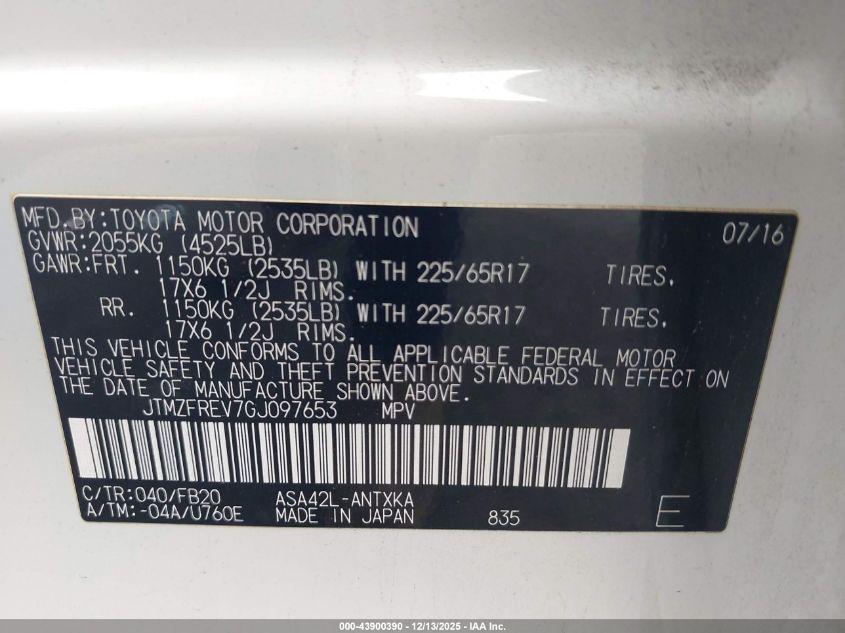 MFD.BY:TOYOTA MOTOR CORPORATION 07/16
GVWR:2055KG (4525LB)
GAWR:FRT. 1150KG (2535LB) WITH 225/65R17 TIRES.
17X6 1/2J RIMS.
RR. 1150KG (2535LB) WITH 225/65R17 TIRES.
17X6 1/2J RIMS.
THIS VEHICLE CONFORMS TO ALL APPLICABLE FEDERAL MOTOR
VEHICLE SAFETY AND THEFT PREVENTION STANDARDS IN EFFECT ON
THE DATE OF MANUFACTURE SHOWN ABOVE.
JTMZFREV7GJ097653 MPV
C/TR:040/FB20 ASA42L-ANTXKA
A/TM:-04A/U760E MADE IN JAPAN 835 E
000-43900390 - 12/13/2025 - IAA Inc.